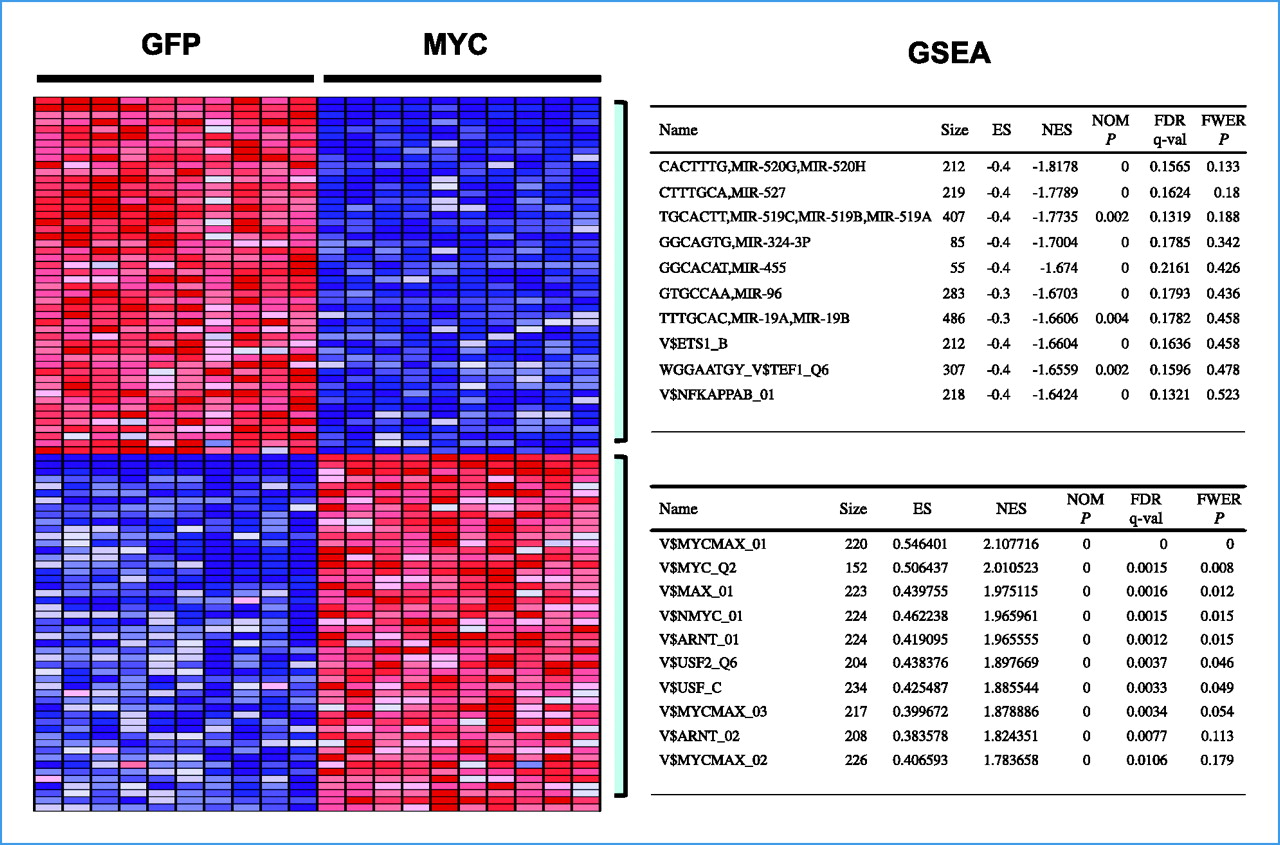 GFP MYC GSEA
Name Size ES NES NOM P FDR q-val FWER P
CACTTTG,MIR-520G,MIR-520H 212 -0.4 -1.8178 0 0.1565 0.133
CTTTGCA,MIR-527 219 -0.4 -1.7789 0 0.1624 0.18
TGCACTT,MIR-519C,MIR-519B,MIR-519A 407 -0.4 -1.7735 0.002 0.1319 0.188
GGCAGTG,MIR-324-3P 85 -0.4 -1.7004 0 0.1785 0.342
GGCACAT,MIR-455 55 -0.4 -1.674 0 0.2161 0.426
GTGCCAA,MIR-96 283 -0.3 -1.6703 0 0.1793 0.436
TTTGCAC,MIR-19A,MIR-19B 486 -0.3 -1.6606 0.004 0.1782 0.458
V$ETS1_B 212 -0.4 -1.6604 0 0.1636 0.458
WGGAATGY_V$TEF1_Q6 307 -0.4 -1.6559 0.002 0.1596 0.478
V$NFKAPPAB_01 218 -0.4 -1.6424 0 0.1321 0.523
Name Size ES NES NOM P FDR q-val FWER P
V$MYCMAX_01 220 0.546401 2.107716 0 0 0
V$MYC_Q2 152 0.506437 2.010523 0 0.0015 0.008
V$MAX_01 223 0.439755 1.975115 0 0.0016 0.012
V$NMYC_01 224 0.462238 1.965961 0 0.0015 0.015
V$ARNT_01 224 0.419095 1.965555 0 0.0012 0.015
V$USF2_Q6 204 0.438376 1.897669 0 0.0037 0.046
V$USF_C 234 0.425487 1.885544 0 0.0033 0.049
V$MYCMAX_03 217 0.399672 1.878886 0 0.0034 0.054
V$ARNT_02 208 0.383578 1.824351 0 0.0077 0.113
V$MYCMAX_02 226 0.406593 1.783658 0 0.0106 0.179